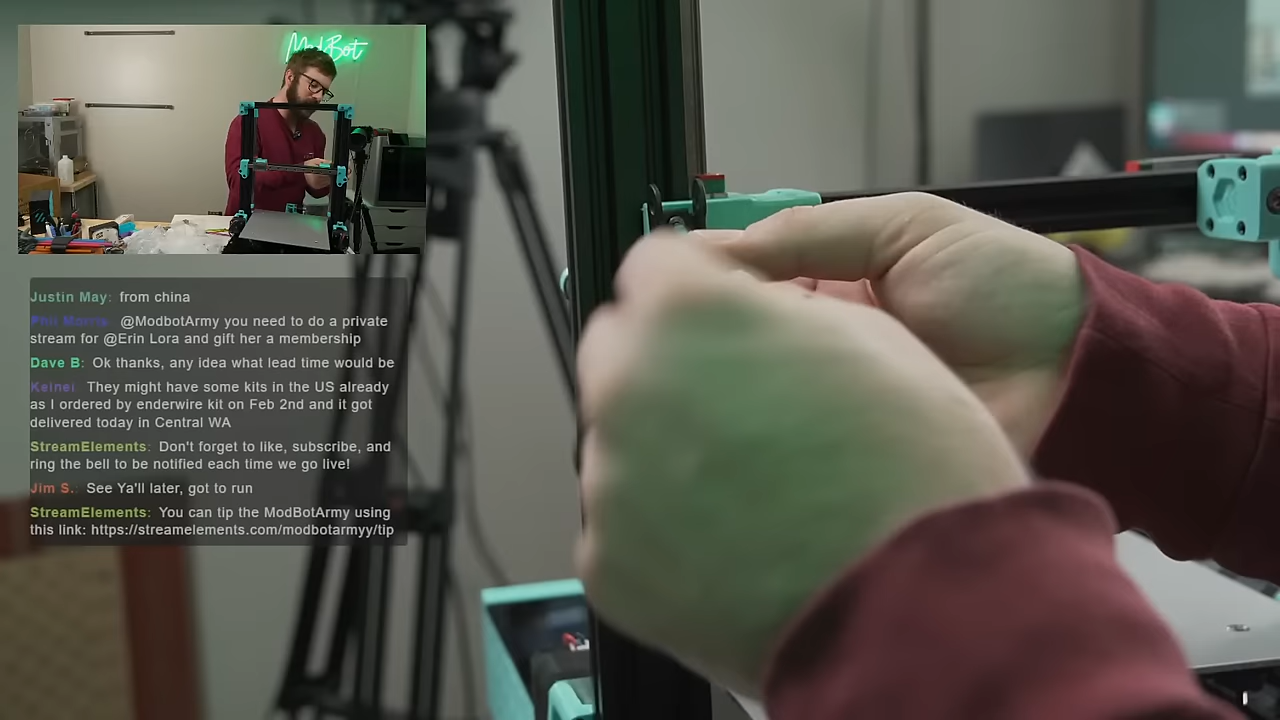 ModBot
Justin May: from china
Phil Morris: @ModbotArmy you need to do a private
stream for @Erin Lora and gift her a membership
Dave B: Ok thanks, any idea what lead time would be
Keinei: They might have some kits in the US already
as I ordered by enderwire kit on Feb 2nd and it got
delivered today in Central WA
StreamElements: Don't forget to like, subscribe, and
ring the bell to be notified each time we go live!
Jim S.: See Ya'll later, got to run
StreamElements: You can tip the ModBotArmy using
this link: https://streamelements.com/modbotarmyy/tip